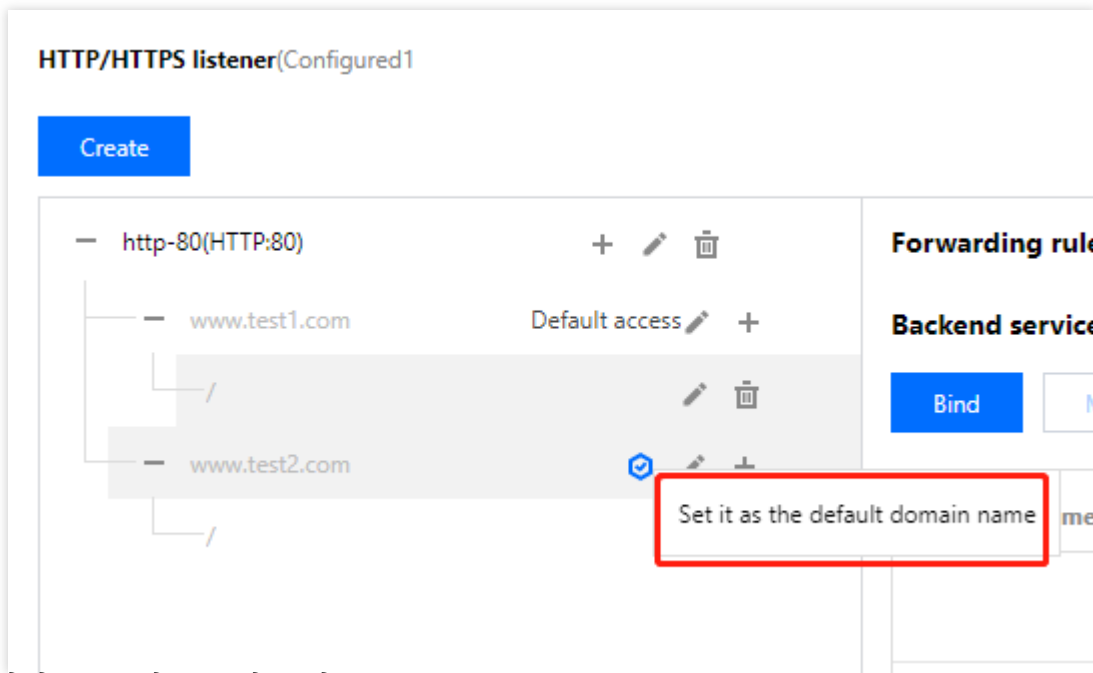 HTTP/HTTPS listener(Configured1
Create
http-80(HTTP:80)
Forwarding rule
www.test1.com Default access
Backend service
/
Bind
www.test2.com
Set it as the default domain name
me
/